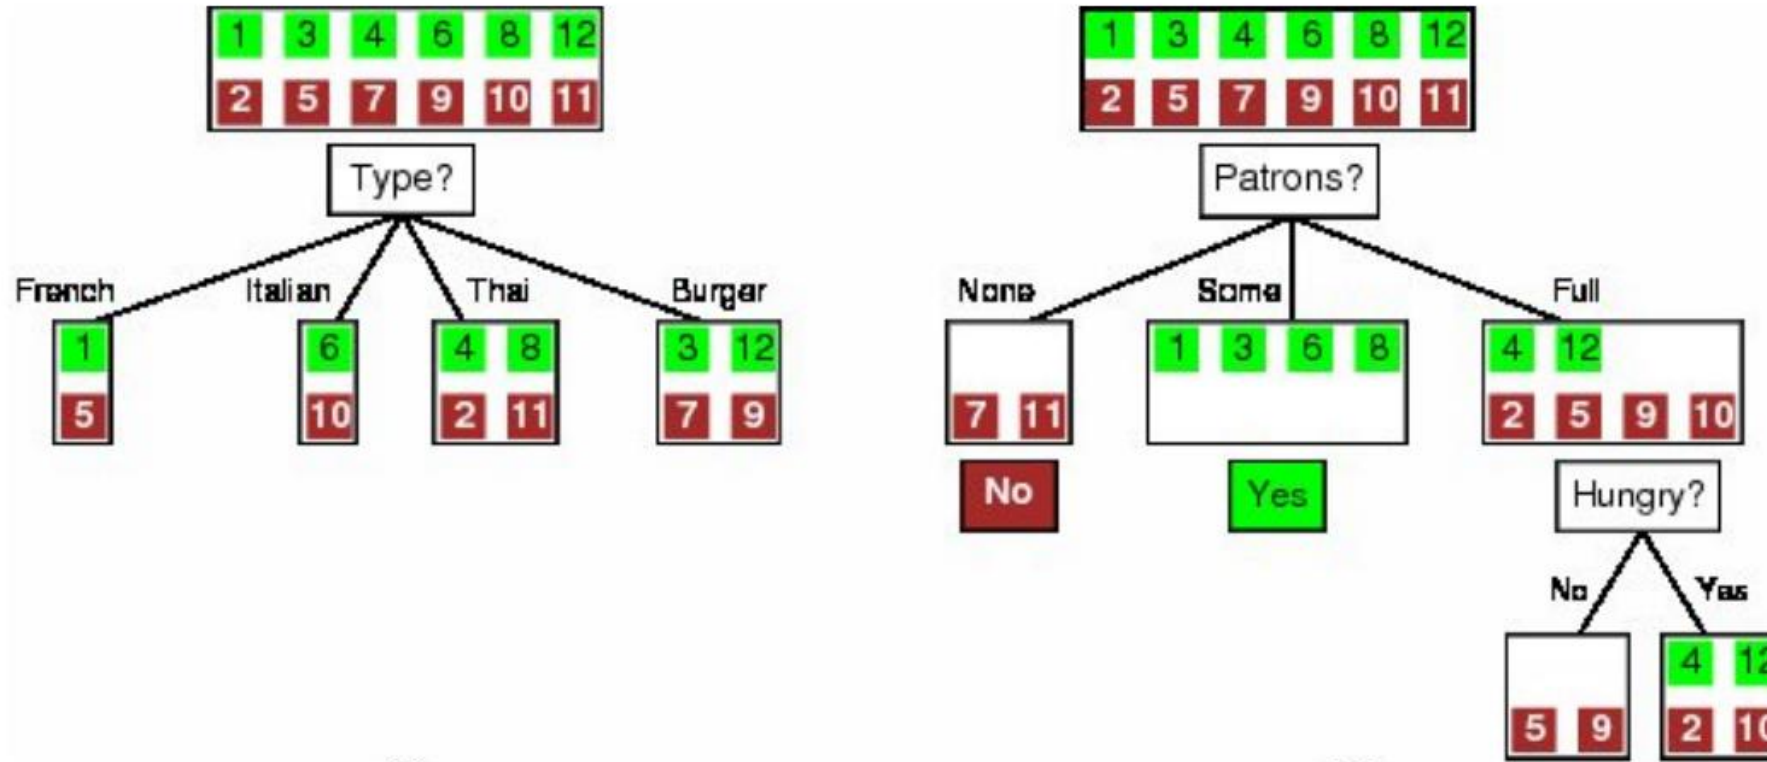 1 3 4 6 8 12
2 5 7 9 10 11
Type?
French Italian Thai Burger
1 6 4 8 3 12
5 10 2 11 7 9
1 3 4 6 8 12
2 5 7 9 10 11
Patrons?
None Some Full
1 3 6 8 4 12
7 11 2 5 9 10
No Yes Hungry?
No Yes
4 12
5 9 2 10